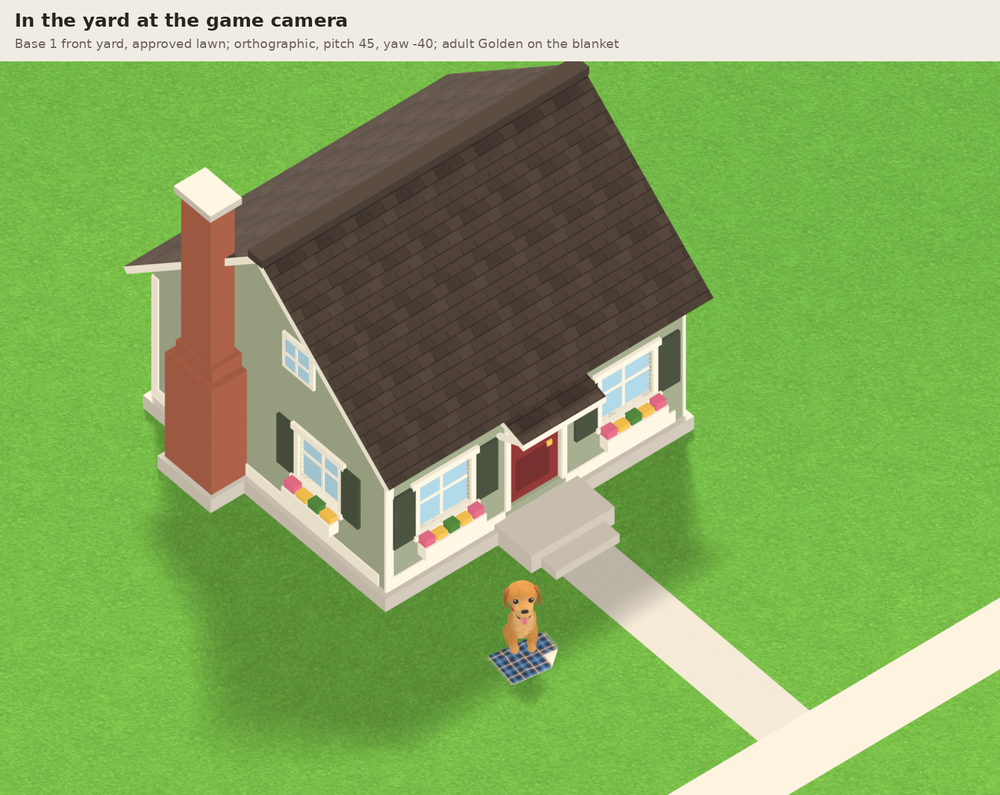 In the yard at the game camera
Base 1 front yard, approved lawn; orthographic, pitch 45, yaw -40; adult Golden on the blanket